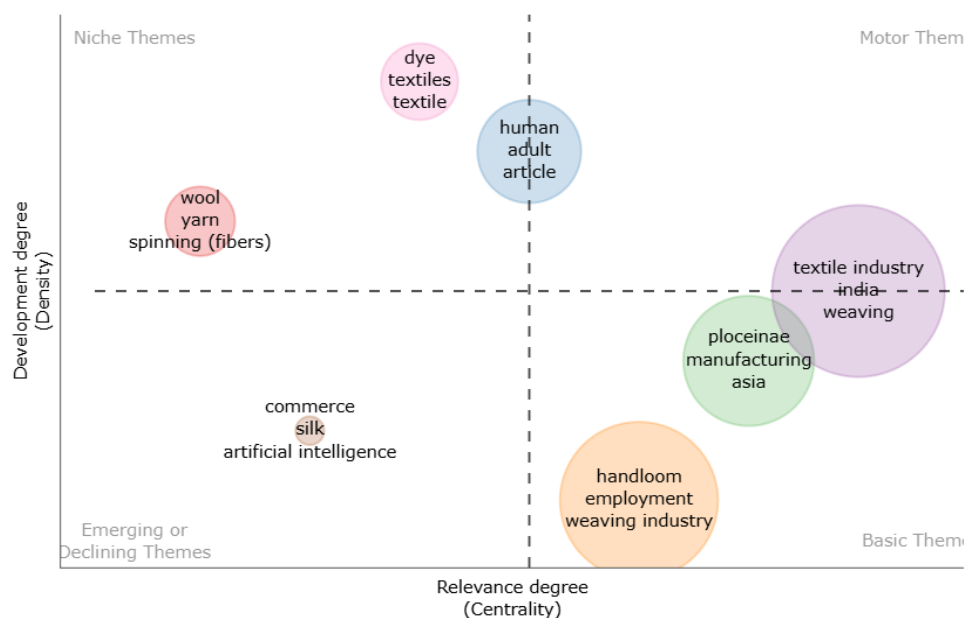 Niche Themes
Motor Them
dye
textiles
textile
human
adult
article
wool
yarn
spinning (fibers)
textile industry
india
weaving
ploceinae
manufacturing
asia
commerce
silk
artificial intelligence
handloom
employment
weaving industry
Emerging or
Declining Themes
Basic Theme
Development degree
(Density)
Relevance degree
(Centrality)